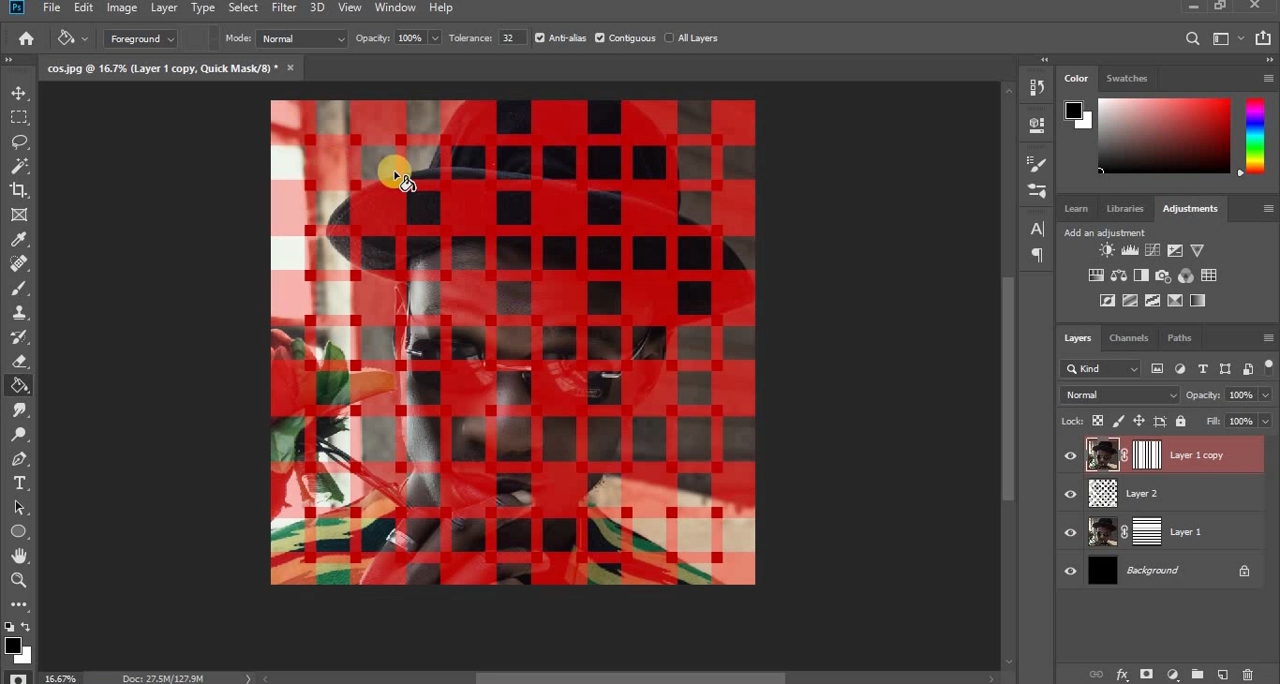 Ps File Edit Image Layer Type Select Filter 3D View Window Help
Foreground Mode: Normal Opacity: 100% Tolerance: 32 Anti-alias Contiguous All Layers
cos.jpg @ 16.7% (Layer 1 copy, Quick Mask/8) *
Color Swatches
Learn Libraries Adjustments
Add an adjustment
Layers Channels Paths
Kind
Normal Opacity: 100%
Lock: Fill: 100%
Layer 1 copy
Layer 2
Layer 1
Background
16.67% Doc: 27.5M/127.9M